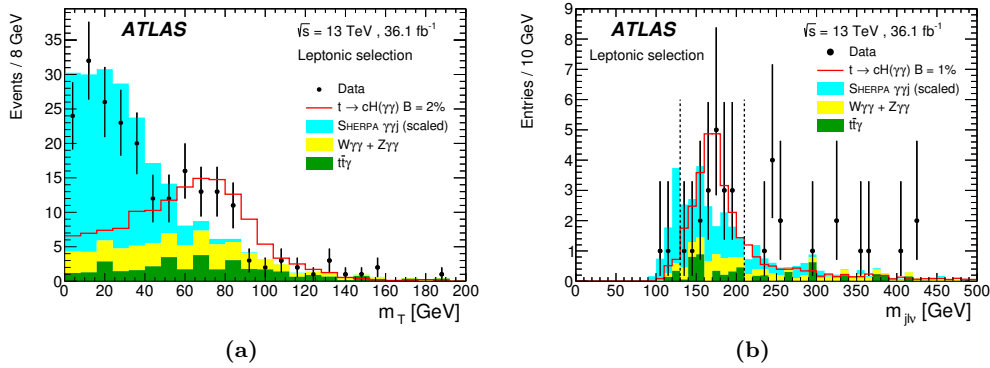 ATLAS
√s = 13 TeV , 36.1 fb⁻¹
Leptonic selection
Data
t → cH(γγ) B = 2%
SHERPA γγj (scaled)
Wγγ + Zγγ
tt̄γ
Events / 8 GeV
35
30
25
20
15
10
5
0
0 20 40 60 80 100 120 140 160 180 200
m_T [GeV]
(a)
ATLAS
√s = 13 TeV , 36.1 fb⁻¹
Leptonic selection
Data
t → cH(γγ) B = 1%
SHERPA γγj (scaled)
Wγγ + Zγγ
tt̄γ
Entries / 10 GeV
9
8
7
6
5
4
3
2
1
0
0 50 100 150 200 250 300 350 400 450 500
m_jlν [GeV]
(b)